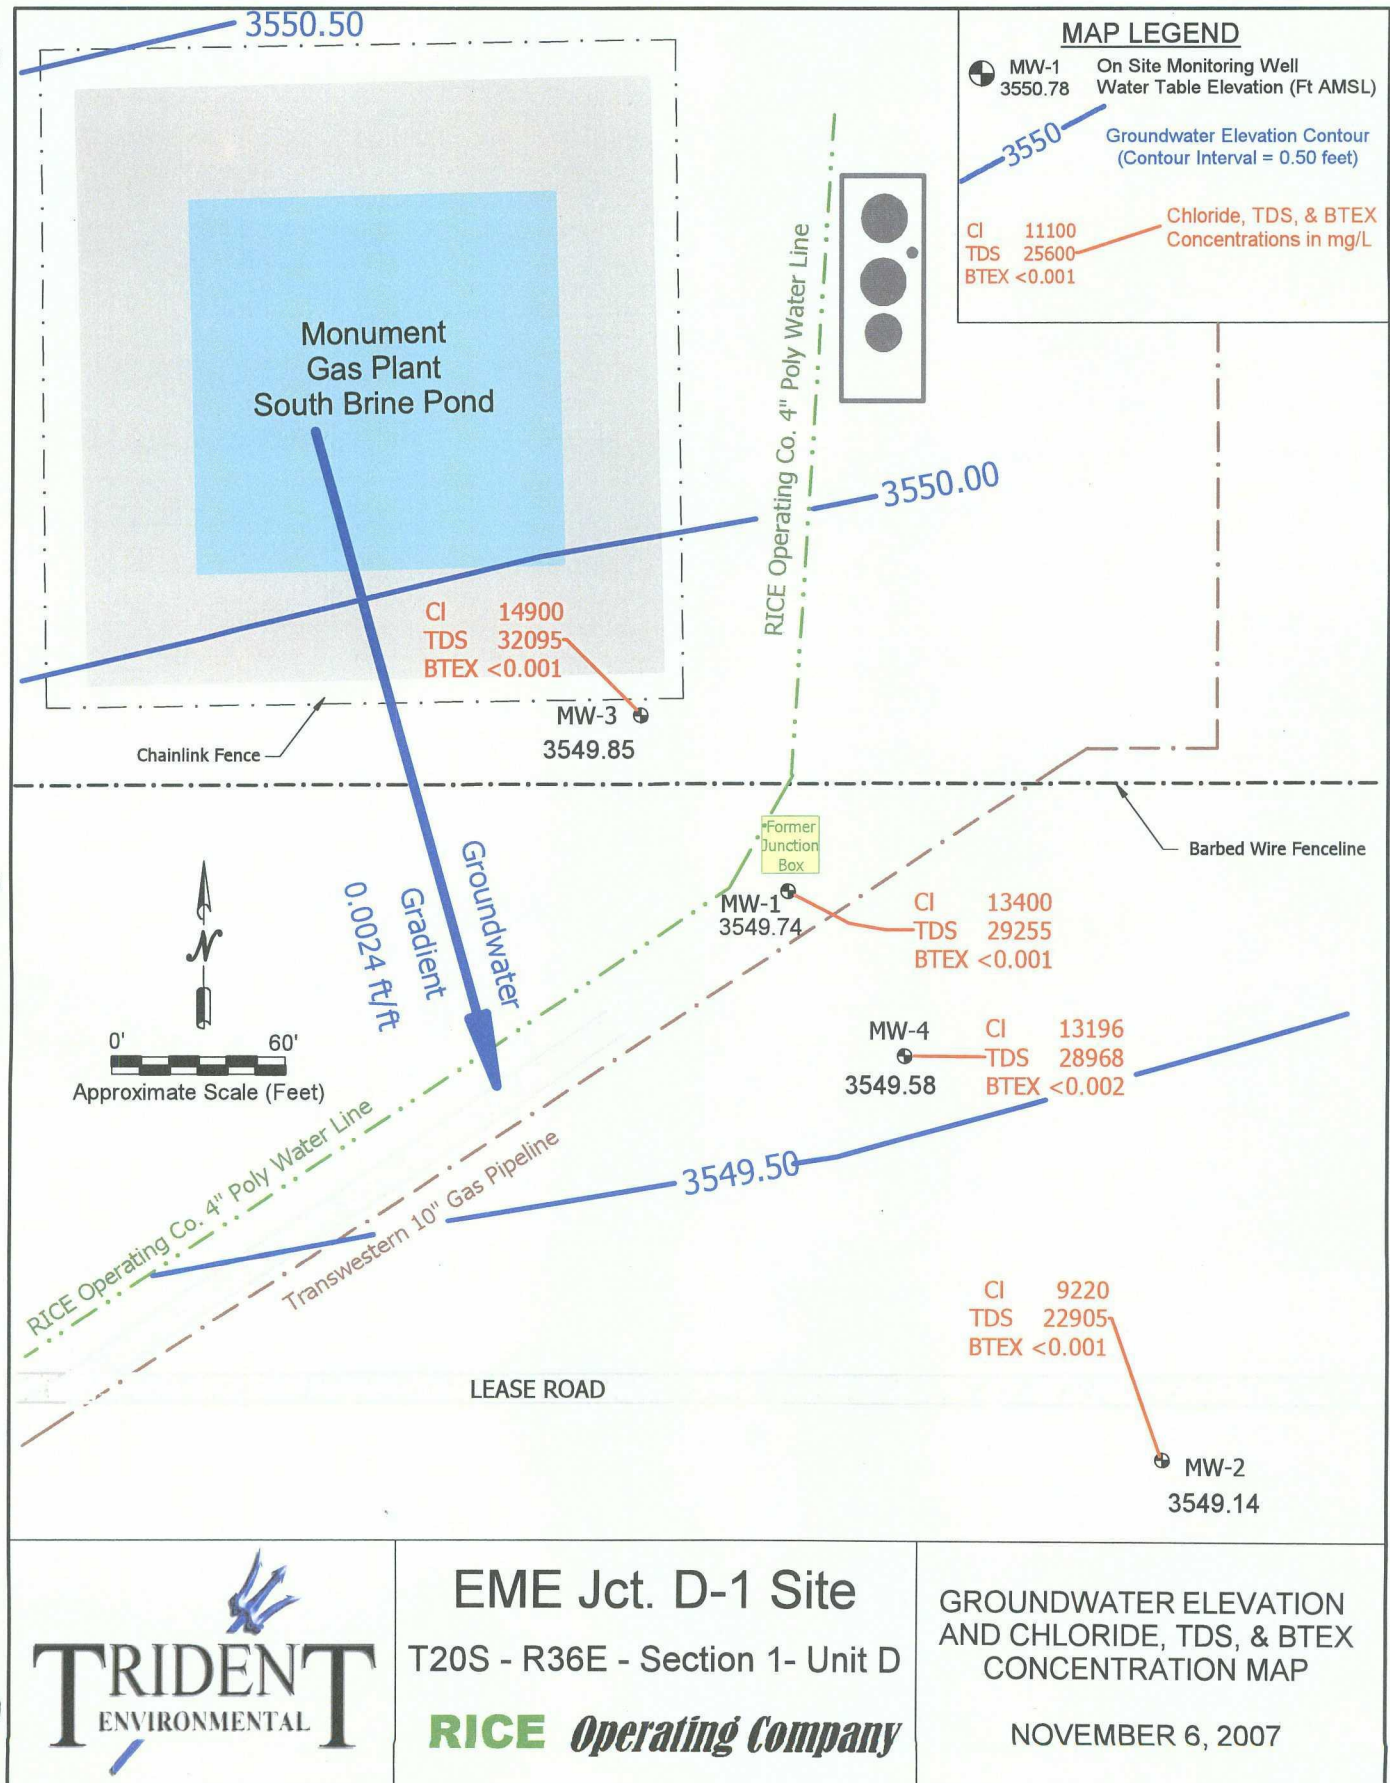 3550.50
MAP LEGEND
MW-1
3550.78
On Site Monitoring Well
Water Table Elevation (Ft AMSL)
3550
Groundwater Elevation Contour
(Contour Interval = 0.50 feet)
Cl 11100
TDS 25600
BTEX <0.001
Chloride, TDS, & BTEX
Concentrations in mg/L
Monument
Gas Plant
South Brine Pond
RICE Operating Co. 4" Poly Water Line
3550.00
Cl 14900
TDS 32095
BTEX <0.001
MW-3
3549.85
Chainlink Fence
Barbed Wire Fenceline
Former
Junction
Box
MW-1
3549.74
Cl 13400
TDS 29255
BTEX <0.001
Groundwater
Gradient
0.0024 ft/ft
N
0' 60'
Approximate Scale (Feet)
MW-4
3549.58
Cl 13196
TDS 28968
BTEX <0.002
3549.50
RICE Operating Co. 4" Poly Water Line
Transwestern 10" Gas Pipeline
Cl 9220
TDS 22905
BTEX <0.001
LEASE ROAD
MW-2
3549.14
TRIDENT
ENVIRONMENTAL
EME Jct. D-1 Site
T20S - R36E - Section 1- Unit D
RICE Operating Company
GROUNDWATER ELEVATION
AND CHLORIDE, TDS, & BTEX
CONCENTRATION MAP
NOVEMBER 6, 2007